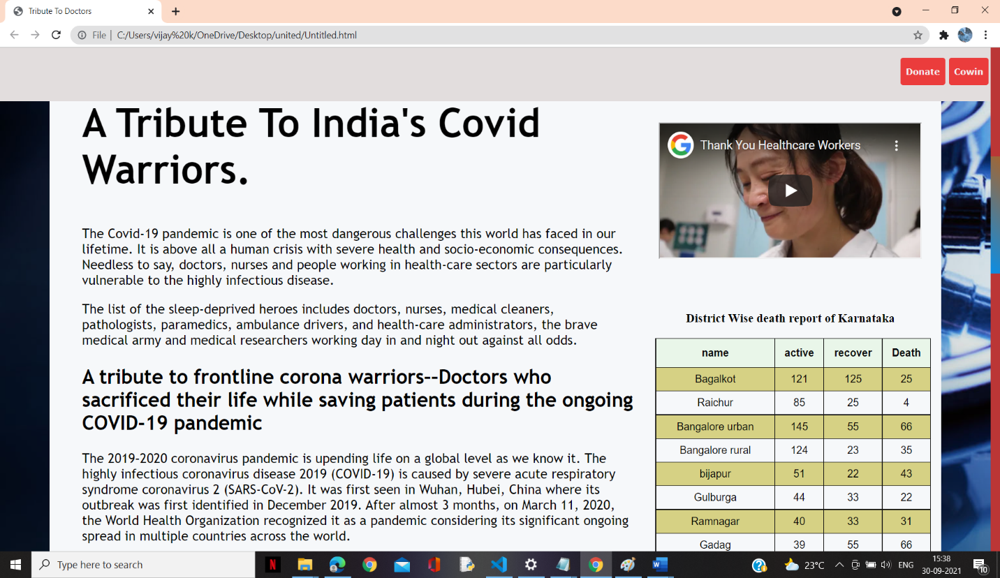 Tribute To Doctors
File | C:/Users/vijay%20k/OneDrive/Desktop/united/Untitled.html
Donate Cowin
A Tribute To India's Covid
Warriors.
The Covid-19 pandemic is one of the most dangerous challenges this world has faced in our
lifetime. It is above all a human crisis with severe health and socio-economic consequences.
Needless to say, doctors, nurses and people working in health-care sectors are particularly
vulnerable to the highly infectious disease.
The list of the sleep-deprived heroes includes doctors, nurses, medical cleaners,
pathologists, paramedics, ambulance drivers, and health-care administrators, the brave
medical army and medical researchers working day in and night out against all odds.
A tribute to frontline corona warriors--Doctors who
sacrificed their life while saving patients during the ongoing
COVID-19 pandemic
The 2019-2020 coronavirus pandemic is upending life on a global level as we know it. The
highly infectious coronavirus disease 2019 (COVID-19) is caused by severe acute respiratory
syndrome coronavirus 2 (SARS-CoV-2). It was first seen in Wuhan, Hubei, China where its
outbreak was first identified in December 2019. After almost 3 months, on March 11, 2020,
the World Health Organization recognized it as a pandemic considering its significant ongoing
spread in multiple countries across the world.
Thank You Healthcare Workers
District Wise death report of Karnataka
name active recover Death
Bagalkot 121 125 25
Raichur 85 25 4
Bangalore urban 145 55 66
Bangalore rural 124 23 35
bijapur 51 22 43
Gulburga 44 33 22
Ramnagar 40 33 31
Gadag 39 55 66
Type here to search
23°C ENG
15:38
30-09-2021
10